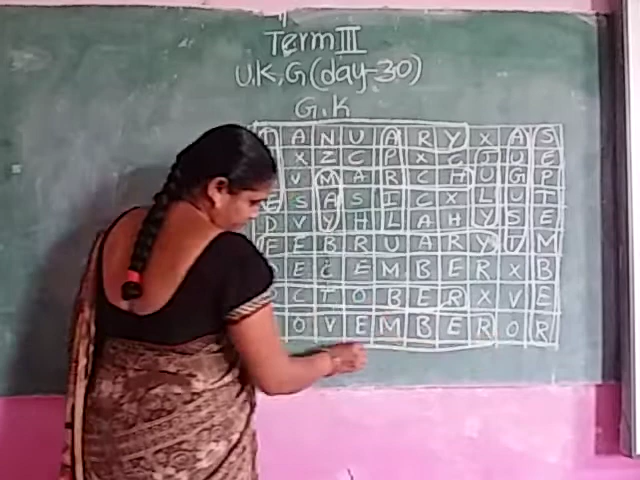 Term III
U.K.G (day-30)
G.K
J A N U A R Y X A S
X Z C P X C J U E
V M A R C H U G P
E S A S I C X L U T
D V Y H L A H Y S E
F E B R U A R Y T M
E C E M B E R X B
C T O B E R X V E
O V E M B E R O R